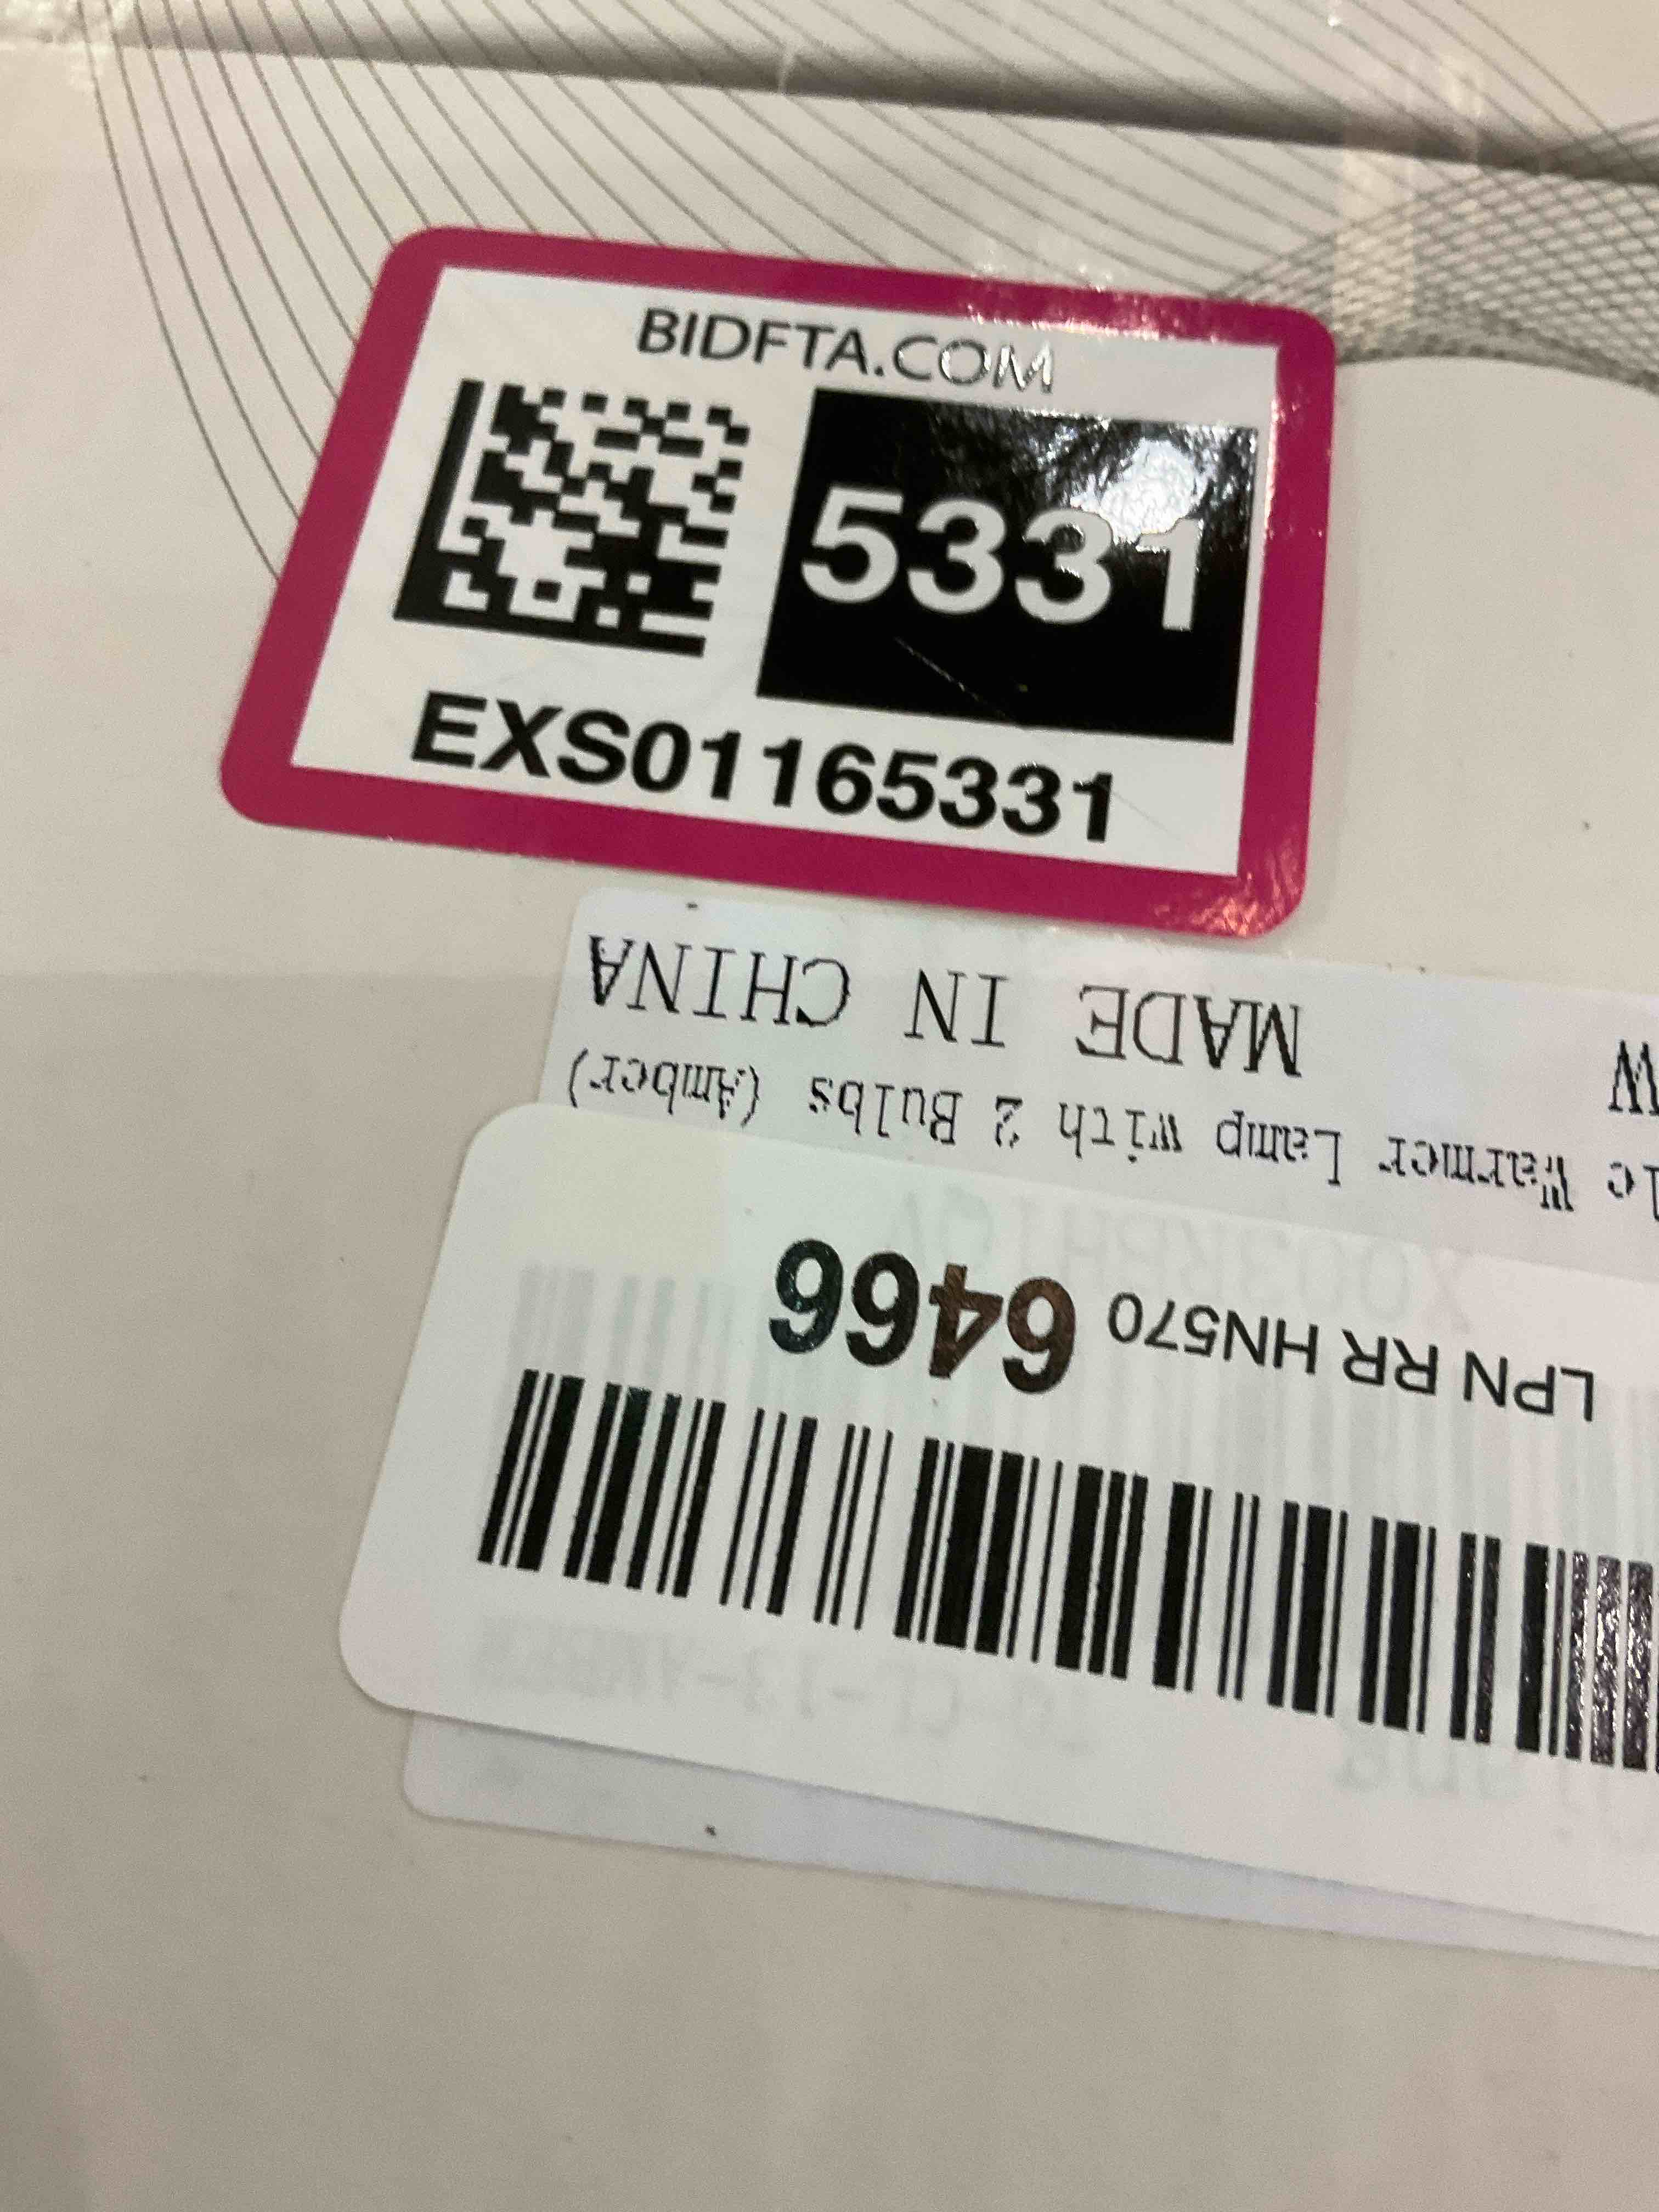 BIDFTA.COM
5331
EXS01165331
LPN RR HN570 6466
Warmer Lamp with 2 Bulbs (Amber)
MADE IN CHINA